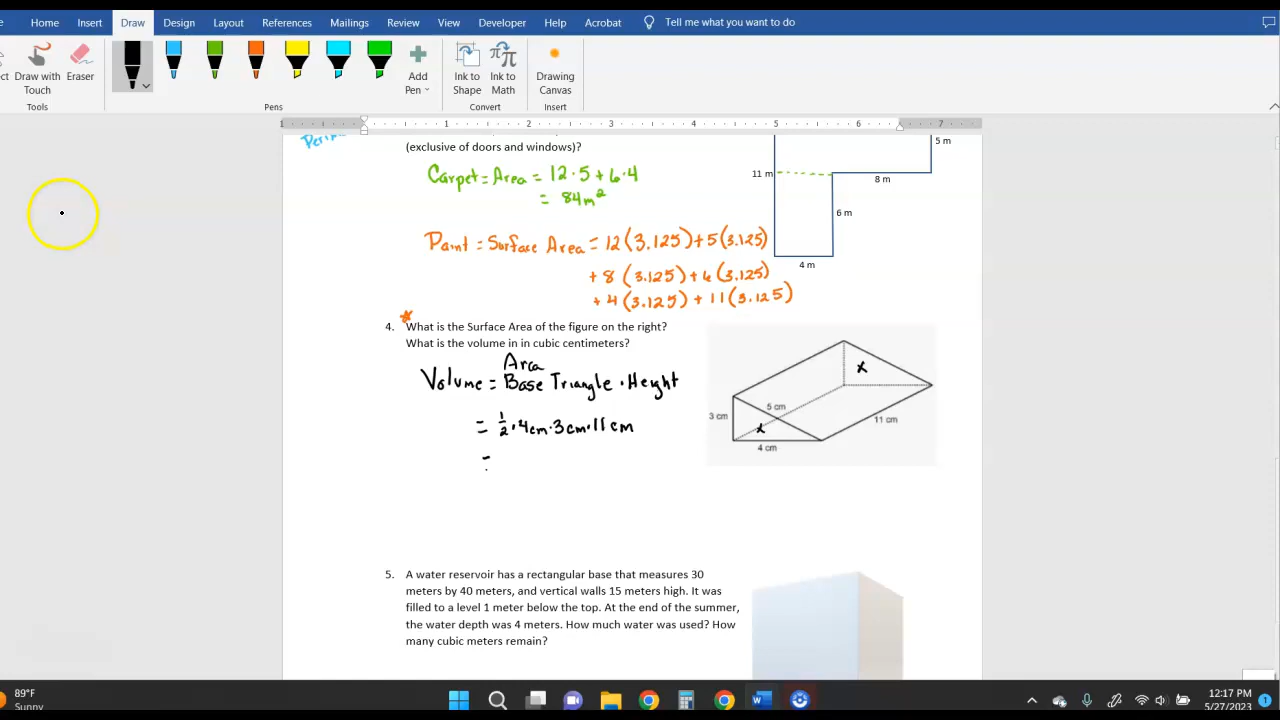 Home Insert Draw Design Layout References Mailings Review View Developer Help Acrobat Tell me what you want to do
Draw with Touch
Eraser
Add Pen
Ink to Shape
Ink to Math
Drawing Canvas
Tools
Pens
Convert
Insert
1 1 2 3 4 5 6 7
(exclusive of doors and windows)?
5 m
11 m
8 m
6 m
4 m
Carpet = Area = 12·5 + 6·4
= 84m²
Paint = Surface Area = 12(3.125) + 5(3.125)
+ 8(3.125) + 6(3.125)
+ 4(3.125) + 11(3.125)
4. What is the Surface Area of the figure on the right?
What is the volume in in cubic centimeters?
Area
Volume = Base Triangle · Height
= 1/2 · 4cm · 3cm · 11cm
=
x
x
3 cm
5 cm
11 cm
4 cm
5. A water reservoir has a rectangular base that measures 30
meters by 40 meters, and vertical walls 15 meters high. It was
filled to a level 1 meter below the top. At the end of the summer,
the water depth was 4 meters. How much water was used? How
many cubic meters remain?
89°F
Sunny
12:17 PM
5/27/2023